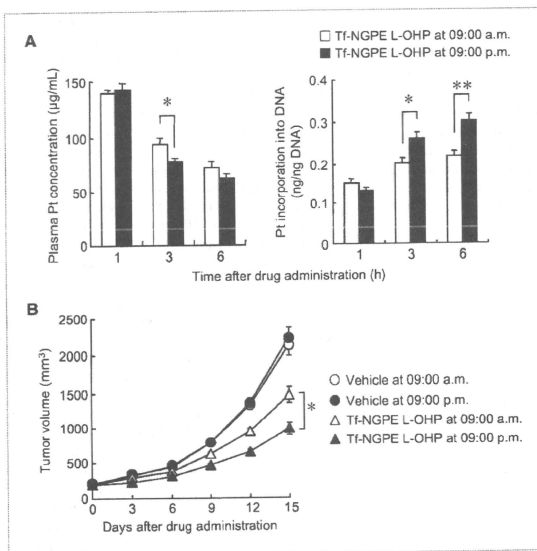 A
Tf-NGPE L-OHP at 09:00 a.m.
Tf-NGPE L-OHP at 09:00 p.m.
Plasma Pt concentration (μg/mL)
150
100
50
0
1
3
6
*
Pt incorporation into DNA
(ng/ng DNA)
0.4
0.3
0.2
0.1
0
1
3
6
*
**
Time after drug administration (h)
B
Tumor volume (mm³)
2500
2000
1500
1000
500
0
0
3
6
9
12
15
Days after drug administration
Vehicle at 09:00 a.m.
Vehicle at 09:00 p.m.
Tf-NGPE L-OHP at 09:00 a.m.
Tf-NGPE L-OHP at 09:00 p.m.
*